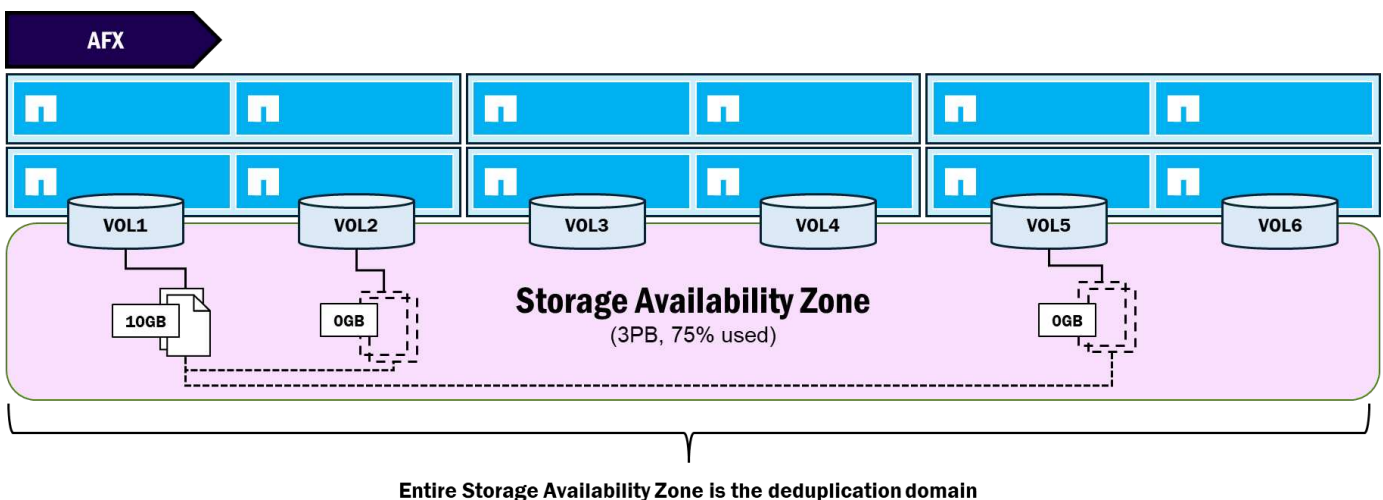 AFX
VOL1
VOL2
VOL3
VOL4
VOL5
VOL6
10GB
0GB
Storage Availability Zone
(3PB, 75% used)
0GB
Entire Storage Availability Zone is the deduplication domain